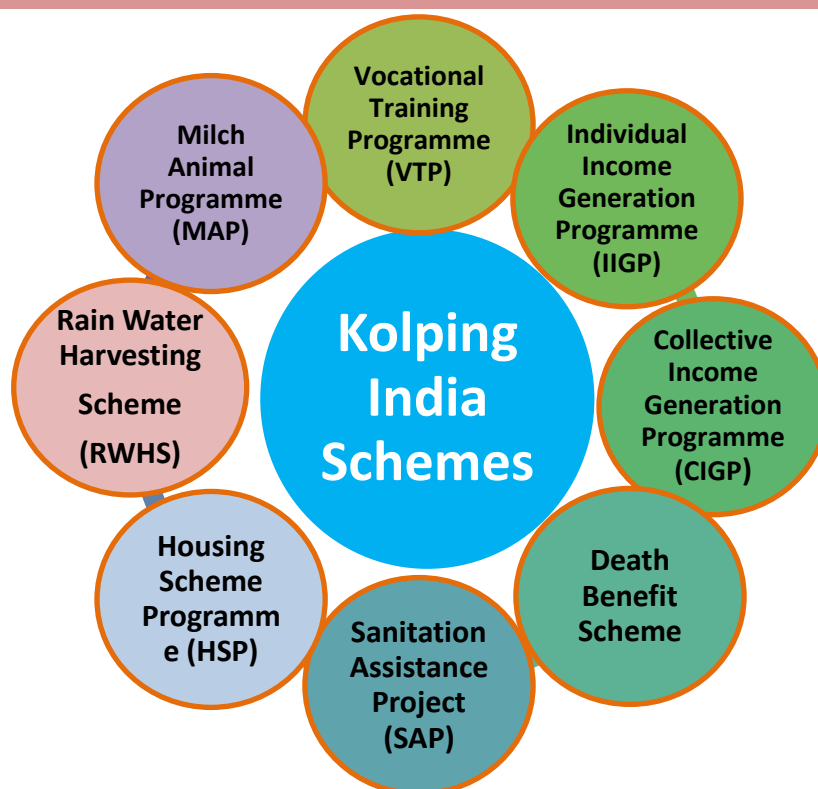 Vocational
Training
Programme
(VTP)
Individual
Income
Generation
Programme
(IIGP)
Collective
Income
Generation
Programme
(CIGP)
Death
Benefit
Scheme
Sanitation
Assistance
Project
(SAP)
Housing
Scheme
Programm
e (HSP)
Rain Water
Harvesting
Scheme
(RWHS)
Milch
Animal
Programme
(MAP)
Kolping
India
Schemes